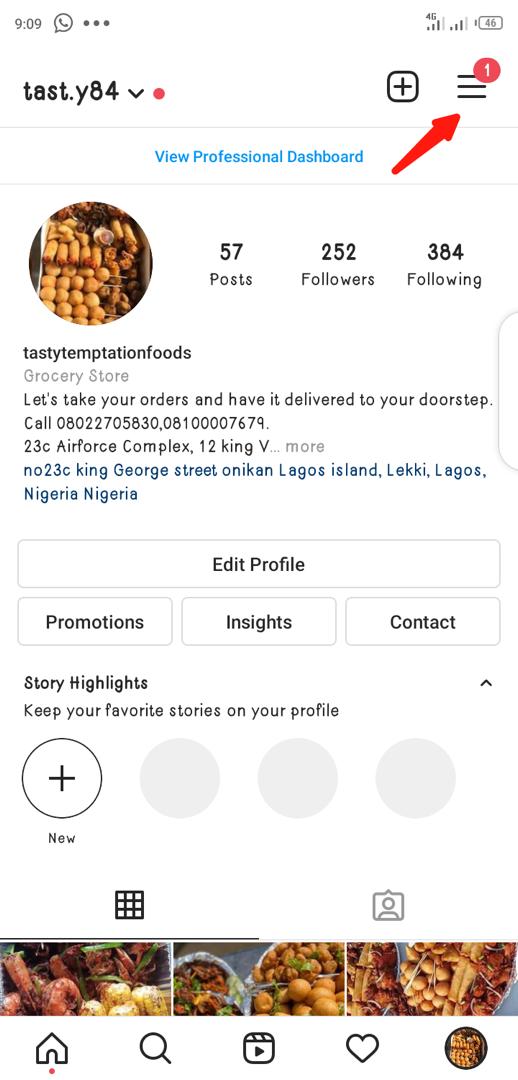 9:09
4G
46
tast.y84
1
View Professional Dashboard
57
252
384
Posts
Followers
Following
tastytemptationfoods
Grocery Store
Let's take your orders and have it delivered to your doorstep.
Call 08022705830,08100007679.
23c Airforce Complex, 12 king V... more
no23c king George street onikan Lagos island, Lekki, Lagos,
Nigeria Nigeria
Edit Profile
Promotions
Insights
Contact
Story Highlights
Keep your favorite stories on your profile
New